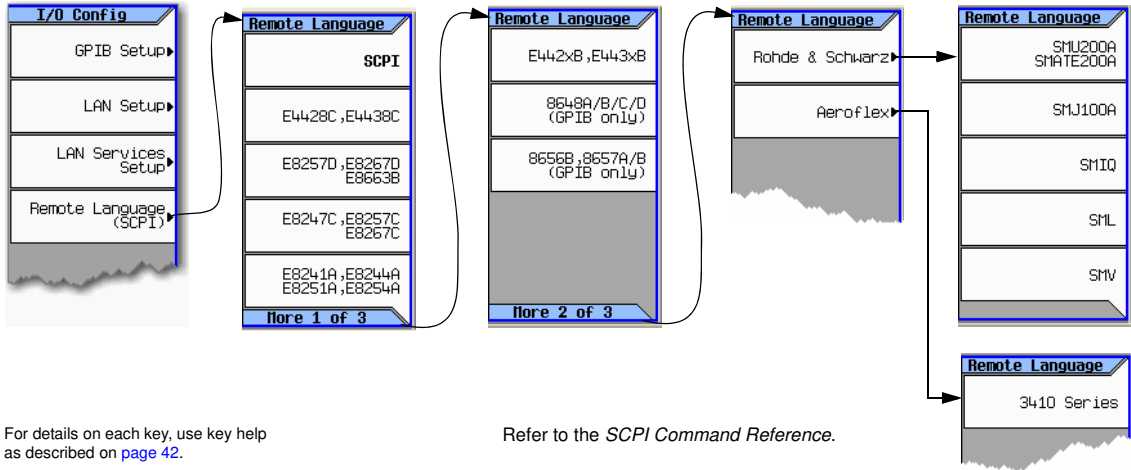 I/O Config
GPIB Setup
LAN Setup
LAN Services
Setup
Remote Language
(SCPI)
Remote Language
SCPI
E4428C,E4438C
E8257D,E8267D
E8663B
E8247C,E8257C
E8267C
E8241A,E8244A
E8251A,E8254A
More 1 of 3
Remote Language
E442xB,E443xB
8648A/B/C/D
(GPIB only)
8656B,8657A/B
(GPIB only)
More 2 of 3
Remote Language
Rohde & Schwarz
Aeroflex
Remote Language
SMU200A
SMATE200A
SMJ100A
SMIQ
SML
SMV
Remote Language
3410 Series
For details on each key, use key help
as described on page 42.
Refer to the SCPI Command Reference.